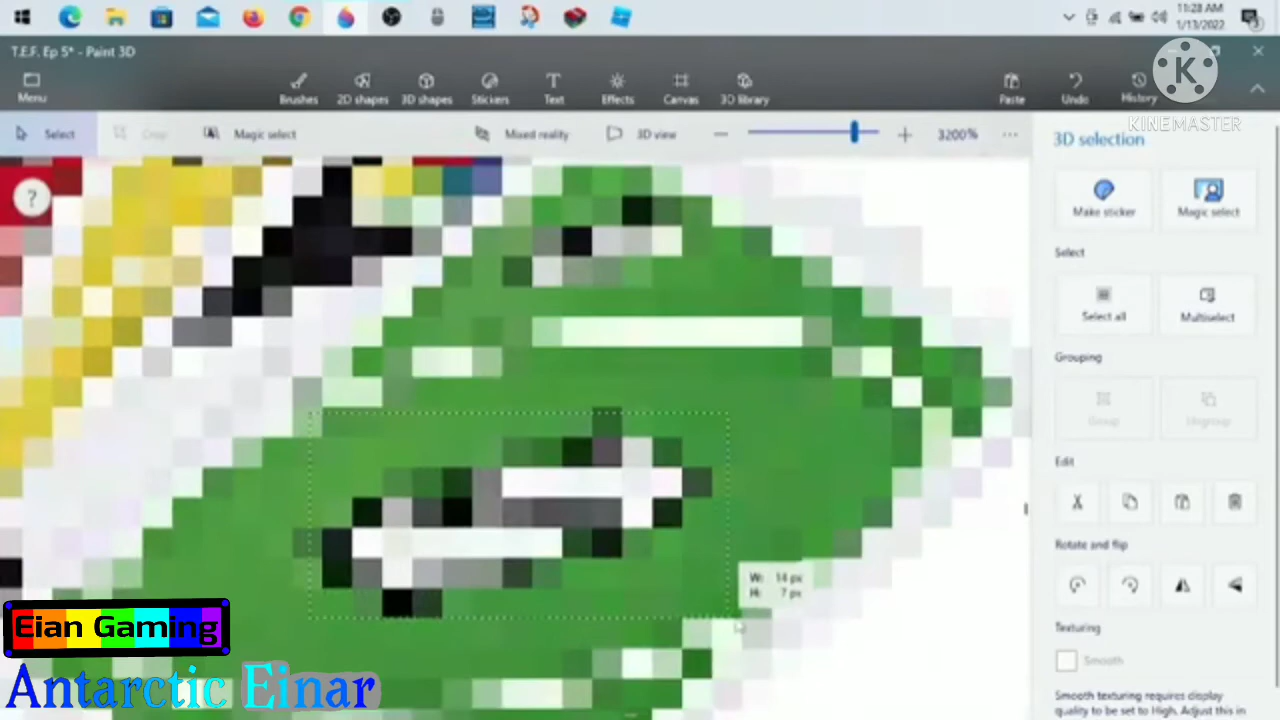 11:28 AM
1/13/2022
T.E.F. Ep 5* - Paint 3D
Menu
Brushes
2D shapes
3D shapes
Stickers
Text
Effects
Canvas
3D library
Paste
Undo
History
KINEMASTER
Select
Crop
Magic select
Mixed reality
3D view
3200%
3D selection
Make sticker
Magic select
Select
Select all
Multiselect
Grouping
Group
Ungroup
Edit
Rotate and flip
W: 14 px
H: 7 px
Texturing
Smooth
Smooth texturing requires display
quality to be set to High. Adjust this in
Eian Gaming
Antarctic Einar